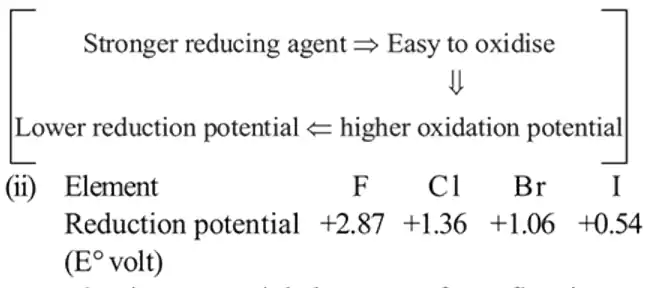 Stronger reducing agent ⇒ Easy to oxidise
⇓
Lower reduction potential ⇐ higher oxidation potential
(ii) Element F Cl Br I
Reduction potential +2.87 +1.36 +1.06 +0.54
(E° volt)